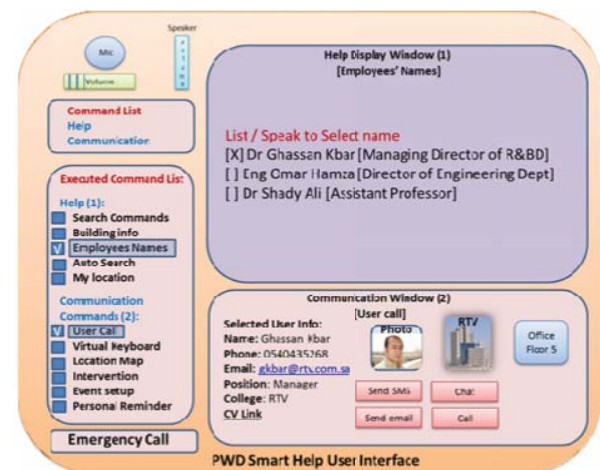 Speaker
Mic
Volume
Command List
Help
Communication
Executed Command List
Help (1):
Search Commands
Building info
V Employees Names
Auto Search
My location
Communication
Commands (2):
V User Call
Virtual Keyboard
Location Map
Intervention
Event setup
Personal Reminder
Emergency Call
Help Display Window (1)
[Employees' Names]
List / Speak to Select name
[X] Dr Ghassan Kbar [Managing Director of R&BD]
[ ] Eng Omar Hamza [Director of Engineering Dept]
[ ] Dr Shady Ali [Assistant Professor]
Communication Window (2)
[User call]
Selected User Info:
Name: Ghassan Kbar
Phone: 0540435268
Email: gkbar@rtv.com.sa
Position: Manager
College: RTV
CV Link
Photo
RTV
Office
Floor 5
Send SMS
Chat
Send email
Call
PWD Smart Help User Interface